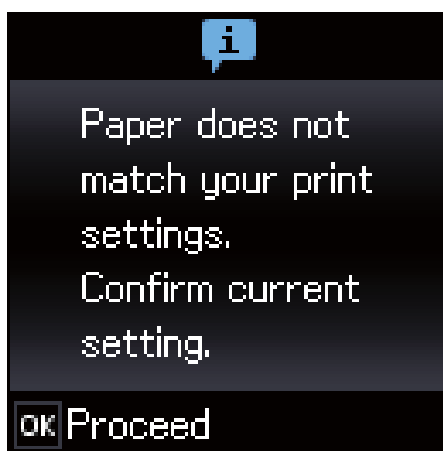 i
Paper does not
match your print
settings.
Confirm current
setting.
OK Proceed